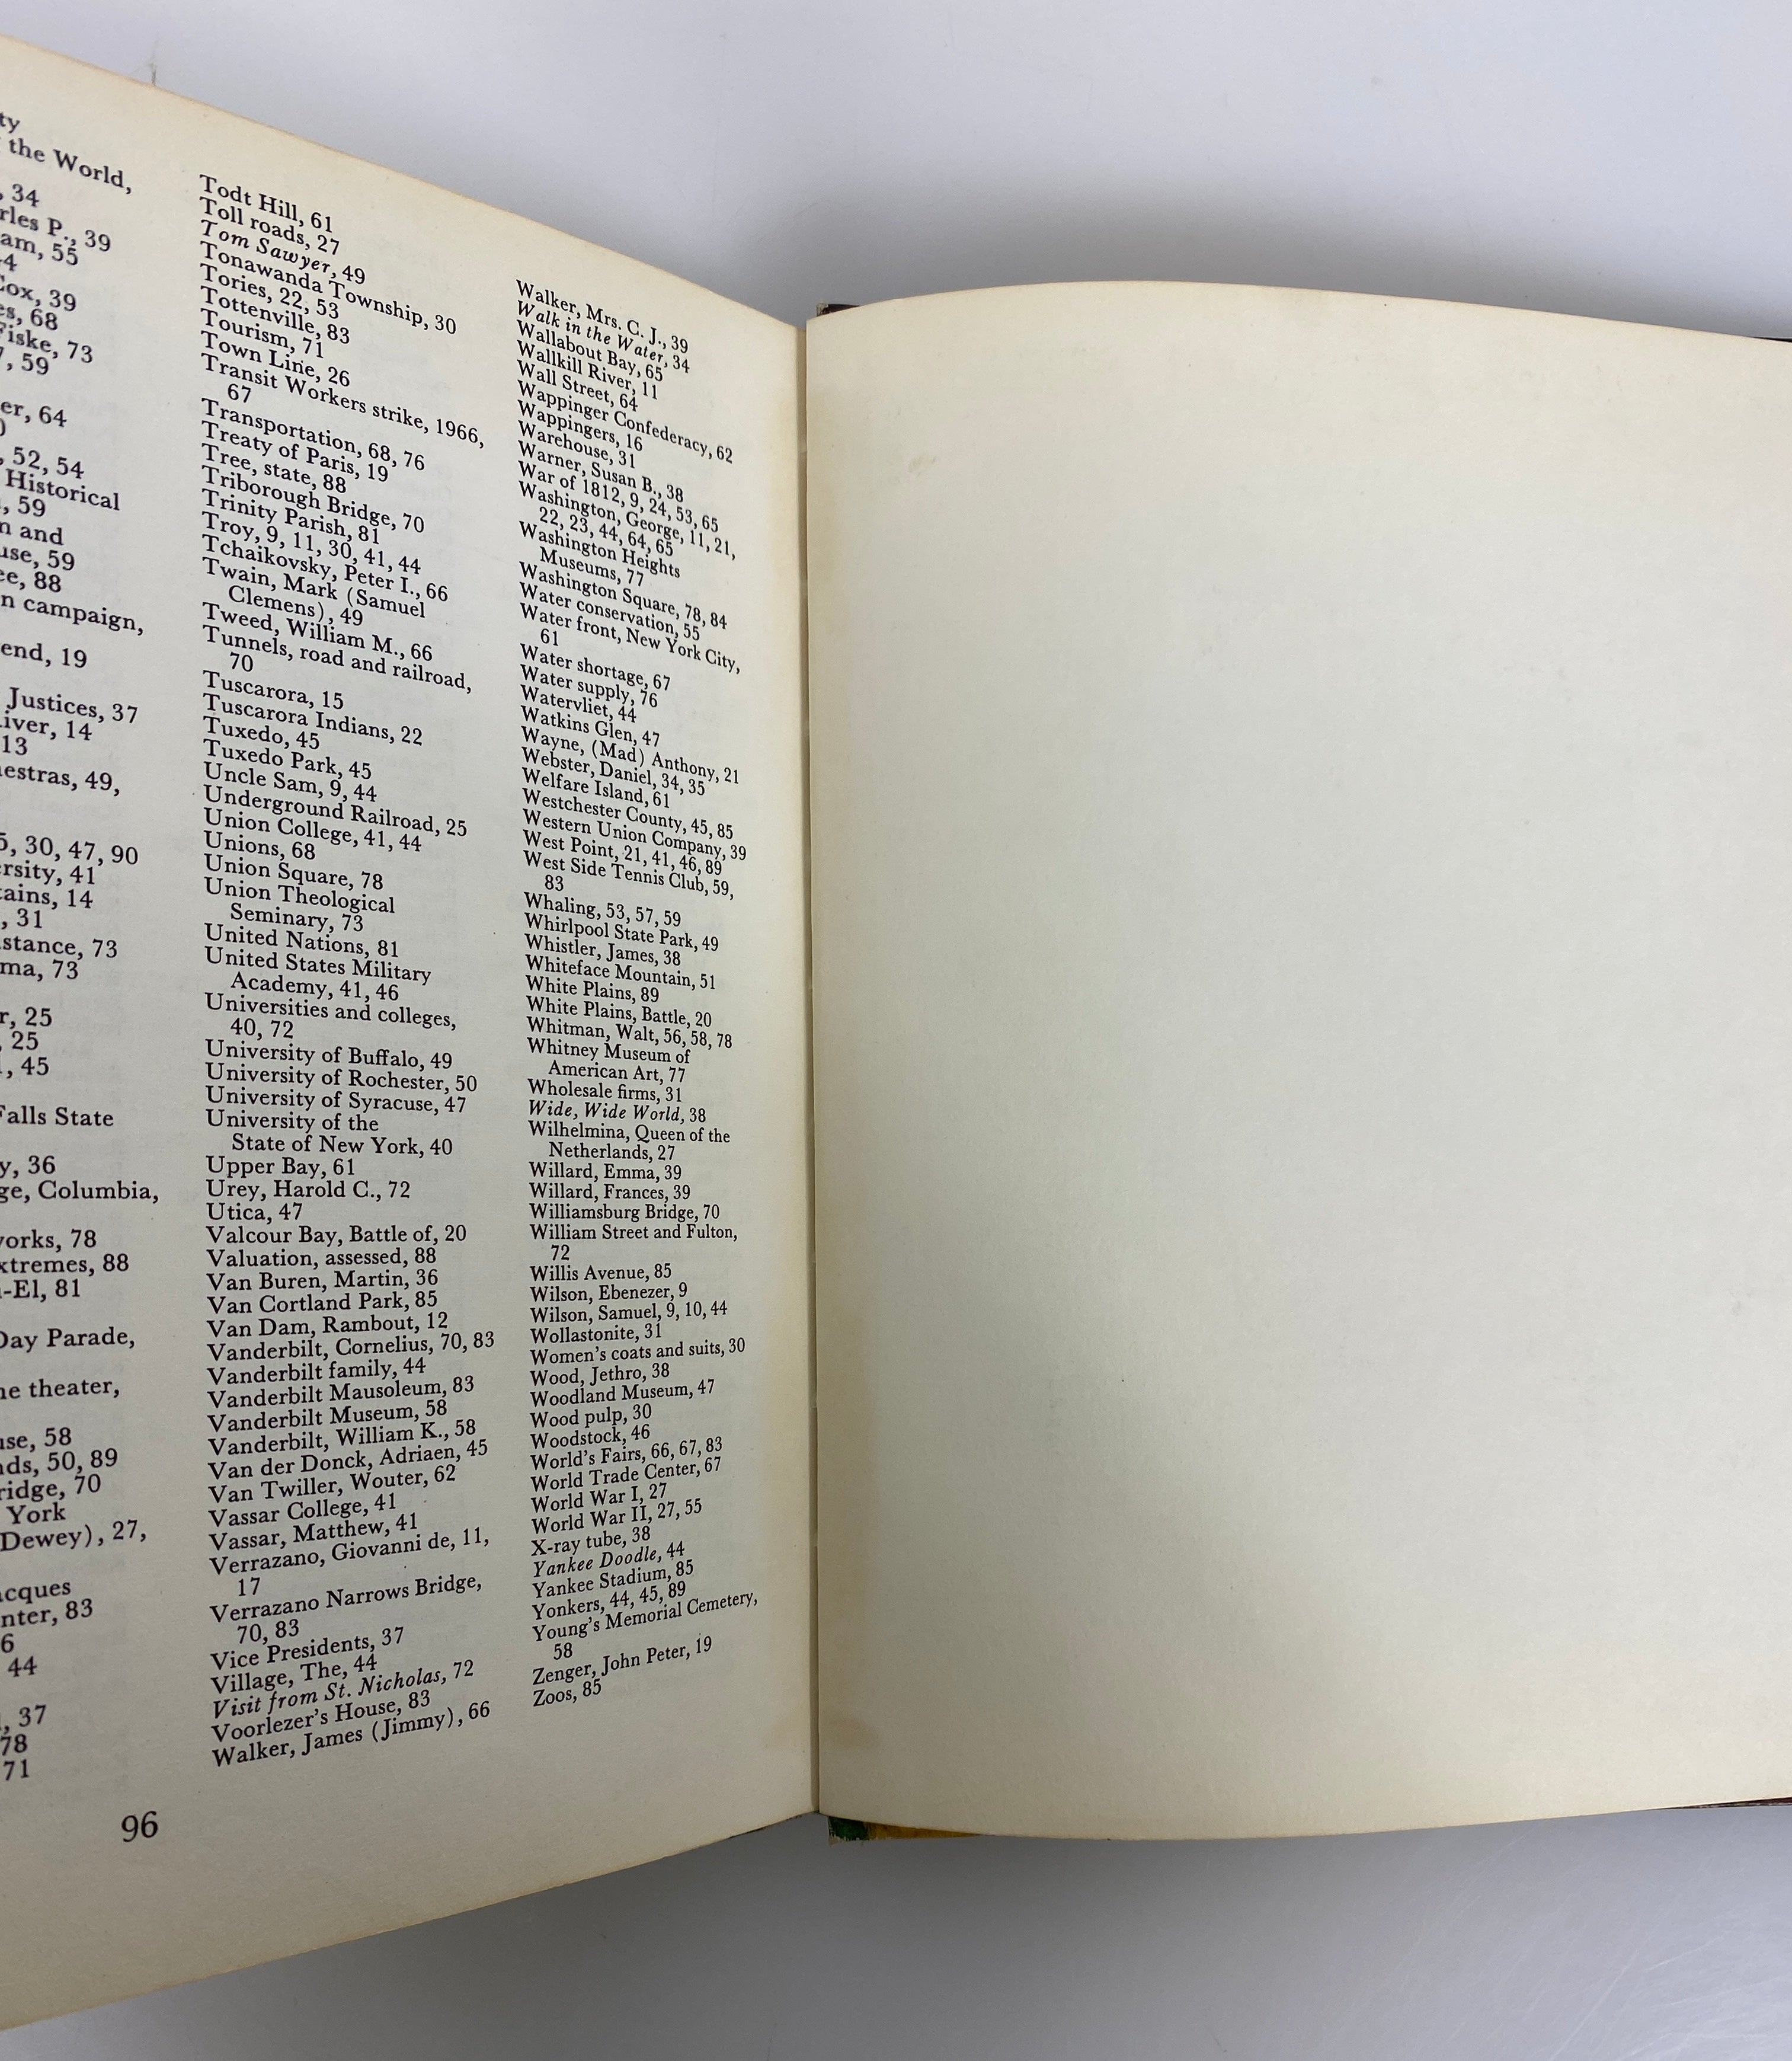 ty
the World,
, 34
rles P., 39
am, 55
4
Cox, 39
es, 68
Fiske, 73
7, 59
er, 64
0
, 52, 54
Historical
, 59
n and
use, 59
ee, 88
n campaign,
end, 19
Justices, 37
iver, 14
13
estras, 49,
5, 30, 47, 90
ersity, 41
tains, 14
, 31
stance, 73
ma, 73
r, 25
, 25
, 45
Falls State
y, 36
ge, Columbia,
works, 78
xtremes, 88
-El, 81
Day Parade,
ne theater,
use, 58
nds, 50, 89
ridge, 70
York
Dewey), 27,
acques
nter, 83
6
44
, 37
78
71
96
Todt Hill, 61
Toll roads, 27
Tom Sawyer, 49
Tonawanda Township, 30
Tories, 22, 53
Tottenville, 83
Tourism, 71
Town Line, 26
Transit Workers strike, 1966,
67
Transportation, 68, 76
Treaty of Paris, 19
Tree, state, 88
Triborough Bridge, 70
Trinity Parish, 81
Troy, 9, 11, 30, 41, 44
Tchaikovsky, Peter I., 66
Twain, Mark (Samuel
Clemens), 49
Tweed, William M., 66
Tunnels, road and railroad,
70
Tuscarora, 15
Tuscarora Indians, 22
Tuxedo, 45
Tuxedo Park, 45
Uncle Sam, 9, 44
Underground Railroad, 25
Union College, 41, 44
Unions, 68
Union Square, 78
Union Theological
Seminary, 73
United Nations, 81
United States Military
Academy, 41, 46
Universities and colleges,
40, 72
University of Buffalo, 49
University of Rochester, 50
University of Syracuse, 47
University of the
State of New York, 40
Upper Bay, 61
Urey, Harold C., 72
Utica, 47
Valcour Bay, Battle of, 20
Valuation, assessed, 88
Van Buren, Martin, 36
Van Cortland Park, 85
Van Dam, Rambout, 12
Vanderbilt, Cornelius, 70, 83
Vanderbilt family, 44
Vanderbilt Mausoleum, 83
Vanderbilt Museum, 58
Vanderbilt, William K., 58
Van der Donck, Adriaen, 45
Van Twiller, Wouter, 62
Vassar College, 41
Vassar, Matthew, 41
Verrazano, Giovanni de, 11,
17
Verrazano Narrows Bridge,
70, 83
Vice Presidents, 37
Village, The, 44
Visit from St. Nicholas, 72
Voorlezer's House, 83
Walker, James (Jimmy), 66
Walker, Mrs. C. J., 39
Walk in the Water, 34
Wallabout Bay, 65
Wallkill River, 11
Wall Street, 64
Wappinger Confederacy, 62
Wappingers, 16
Warehouse, 31
Warner, Susan B., 38
War of 1812, 9, 24, 53, 65
Washington, George, 11, 21,
22, 23, 44, 64, 65
Washington Heights
Museums, 77
Washington Square, 78, 84
Water conservation, 55
Water front, New York City,
61
Water shortage, 67
Water supply, 76
Watervliet, 44
Watkins Glen, 47
Wayne, (Mad) Anthony, 21
Webster, Daniel, 34, 35
Welfare Island, 61
Westchester County, 45, 85
Western Union Company, 39
West Point, 21, 41, 46, 89
West Side Tennis Club, 59,
83
Whaling, 53, 57, 59
Whirlpool State Park, 49
Whistler, James, 38
Whiteface Mountain, 51
White Plains, 89
White Plains, Battle, 20
Whitman, Walt, 56, 58, 78
Whitney Museum of
American Art, 77
Wholesale firms, 31
Wide, Wide World, 38
Wilhelmina, Queen of the
Netherlands, 27
Willard, Emma, 39
Willard, Frances, 39
Williamsburg Bridge, 70
William Street and Fulton,
72
Willis Avenue, 85
Wilson, Ebenezer, 9
Wilson, Samuel, 9, 10, 44
Wollastonite, 31
Women's coats and suits, 30
Wood, Jethro, 38
Woodland Museum, 47
Wood pulp, 30
Woodstock, 46
World's Fairs, 66, 67, 83
World Trade Center, 67
World War I, 27
World War II, 27, 55
X-ray tube, 38
Yankee Doodle, 44
Yankee Stadium, 85
Yonkers, 44, 45, 89
Young's Memorial Cemetery,
58
Zenger, John Peter, 19
Zoos, 85